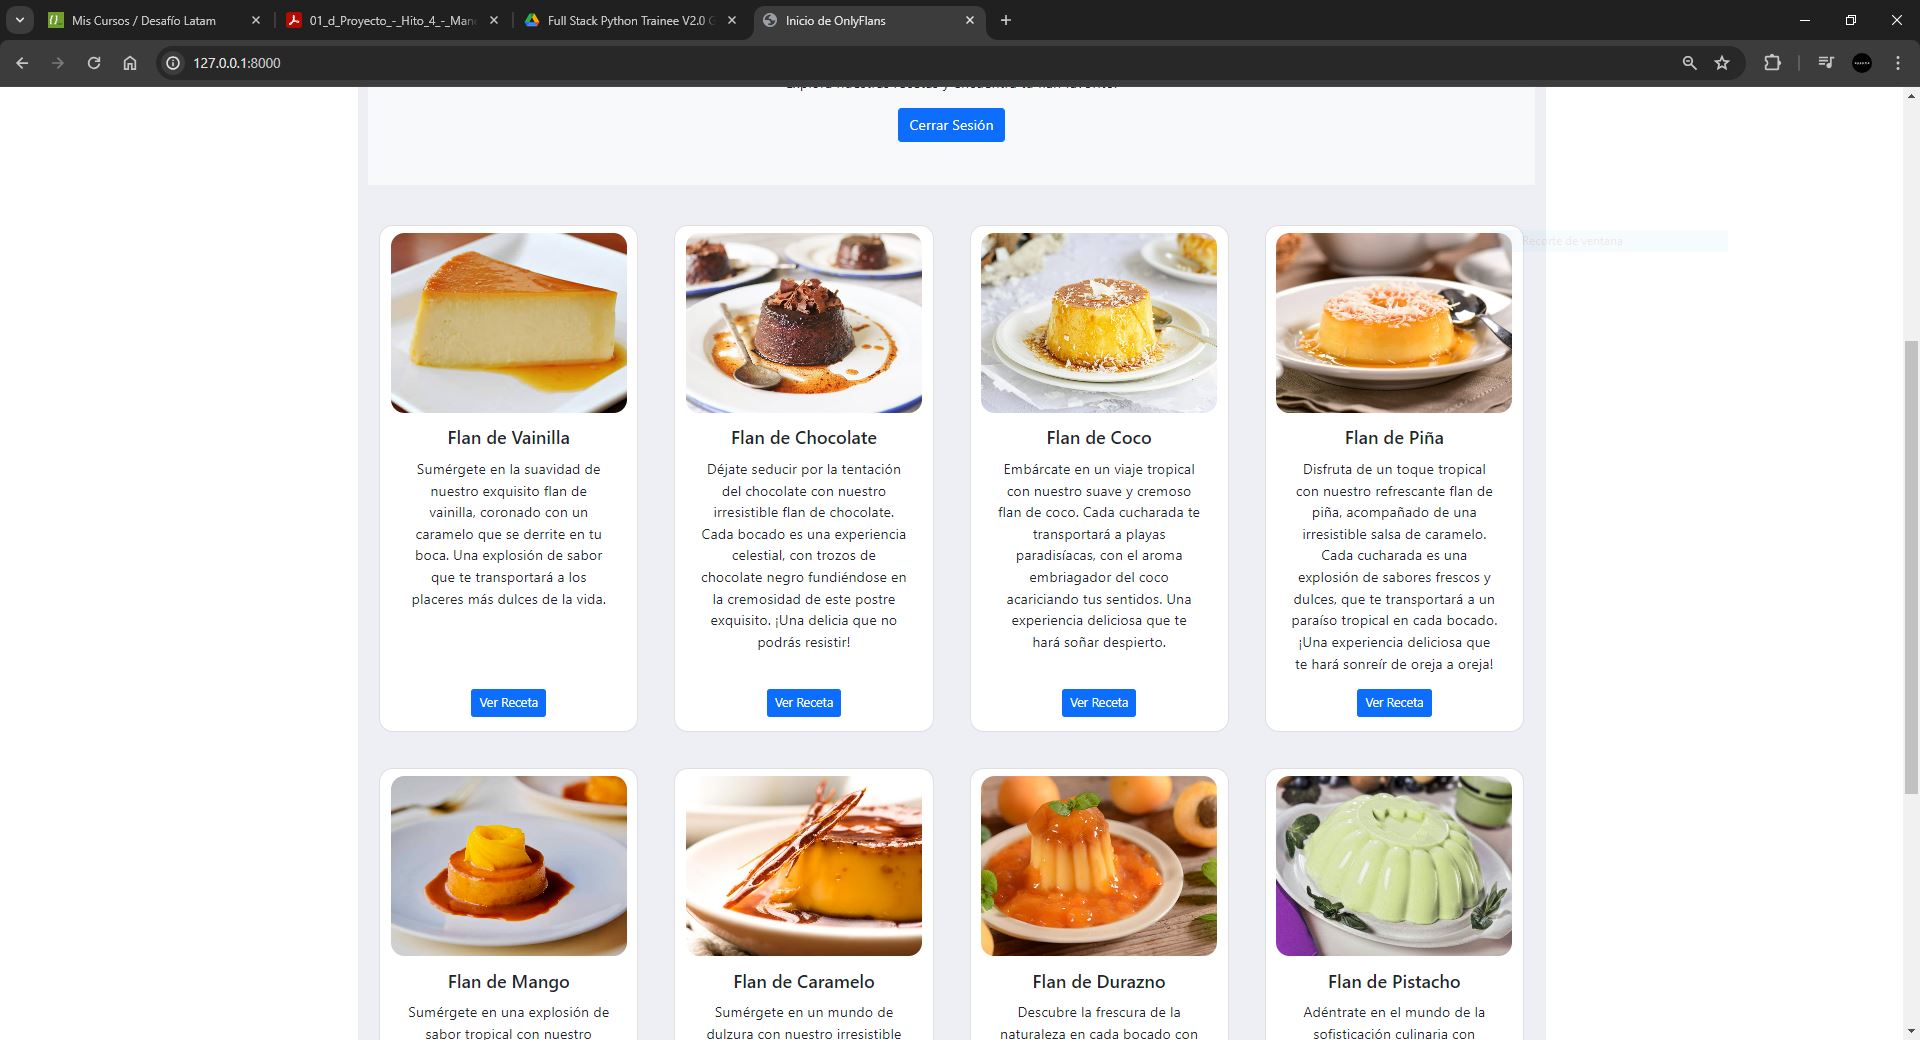 Mis Cursos / Desafío Latam
01_d_Proyecto_-_Hito_4_-_Man
Full Stack Python Trainee V2.0 G
Inicio de OnlyFlans
127.0.0.1:8000
Cerrar Sesión
Recorte de ventana
Flan de Vainilla
Sumérgete en la suavidad de
nuestro exquisito flan de
vainilla, coronado con un
caramelo que se derrite en tu
boca. Una explosión de sabor
que te transportará a los
placeres más dulces de la vida.
Ver Receta
Flan de Chocolate
Déjate seducir por la tentación
del chocolate con nuestro
irresistible flan de chocolate.
Cada bocado es una experiencia
celestial, con trozos de
chocolate negro fundiéndose en
la cremosidad de este postre
exquisito. ¡Una delicia que no
podrás resistir!
Ver Receta
Flan de Coco
Embárcate en un viaje tropical
con nuestro suave y cremoso
flan de coco. Cada cucharada te
transportará a playas
paradisíacas, con el aroma
embriagador del coco
acariciando tus sentidos. Una
experiencia deliciosa que te
hará soñar despierto.
Ver Receta
Flan de Piña
Disfruta de un toque tropical
con nuestro refrescante flan de
piña, acompañado de una
irresistible salsa de caramelo.
Cada cucharada es una
explosión de sabores frescos y
dulces, que te transportará a un
paraíso tropical en cada bocado.
¡Una experiencia deliciosa que
te hará sonreír de oreja a oreja!
Ver Receta
Flan de Mango
Sumérgete en una explosión de
sabor tropical con nuestro
Flan de Caramelo
Sumérgete en un mundo de
dulzura con nuestro irresistible
Flan de Durazno
Descubre la frescura de la
naturaleza en cada bocado con
Flan de Pistacho
Adéntrate en el mundo de la
sofisticación culinaria con